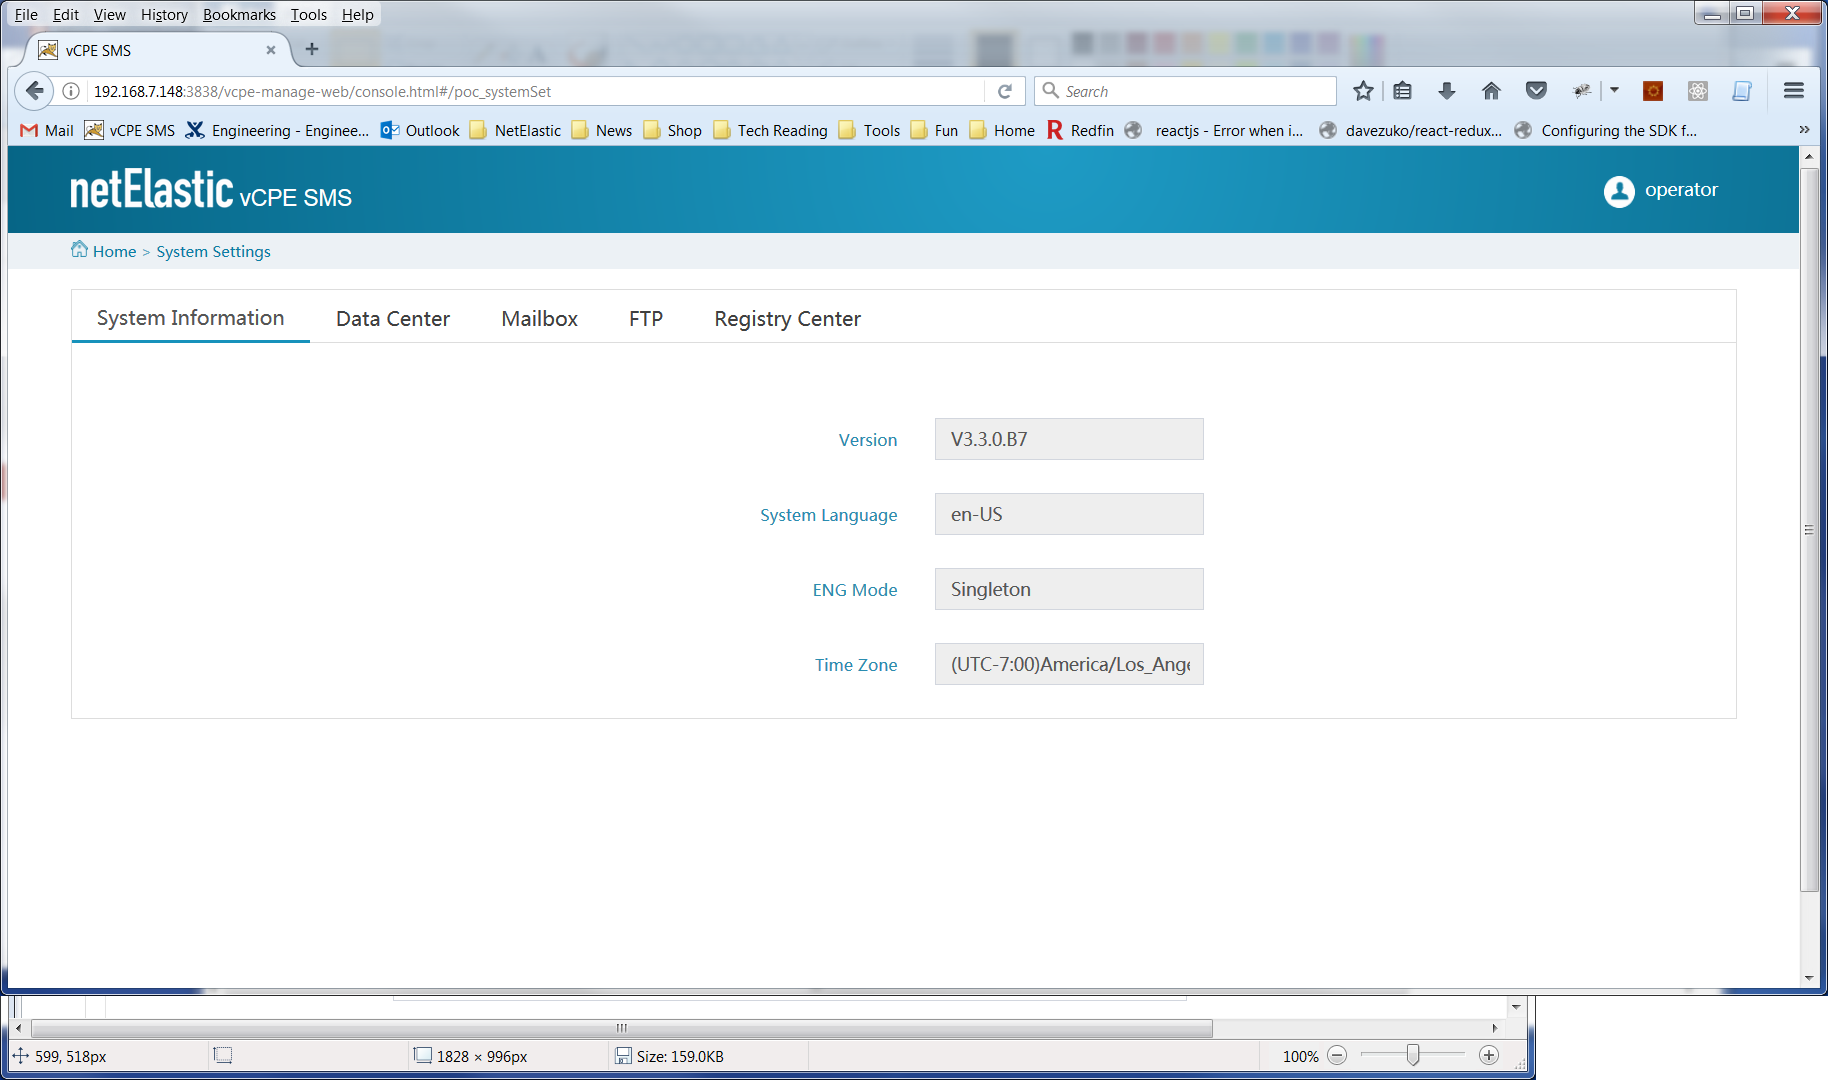 File Edit View History Bookmarks Tools Help
vCPE SMS
192.168.7.148:3838/vcpe-manage-web/console.html#/poc_systemSet
Search
Mail vCPE SMS Engineering - Enginee... Outlook NetElastic News Shop Tech Reading Tools Fun Home Redfin reactjs - Error when i... davezuko/react-redux... Configuring the SDK f...
netElastic vCPE SMS
operator
Home > System Settings
System Information Data Center Mailbox FTP Registry Center
Version V3.3.0.B7
System Language en-US
ENG Mode Singleton
Time Zone (UTC-7:00)America/Los_Ange
599, 518px 1828 × 996px Size: 159.0KB 100%